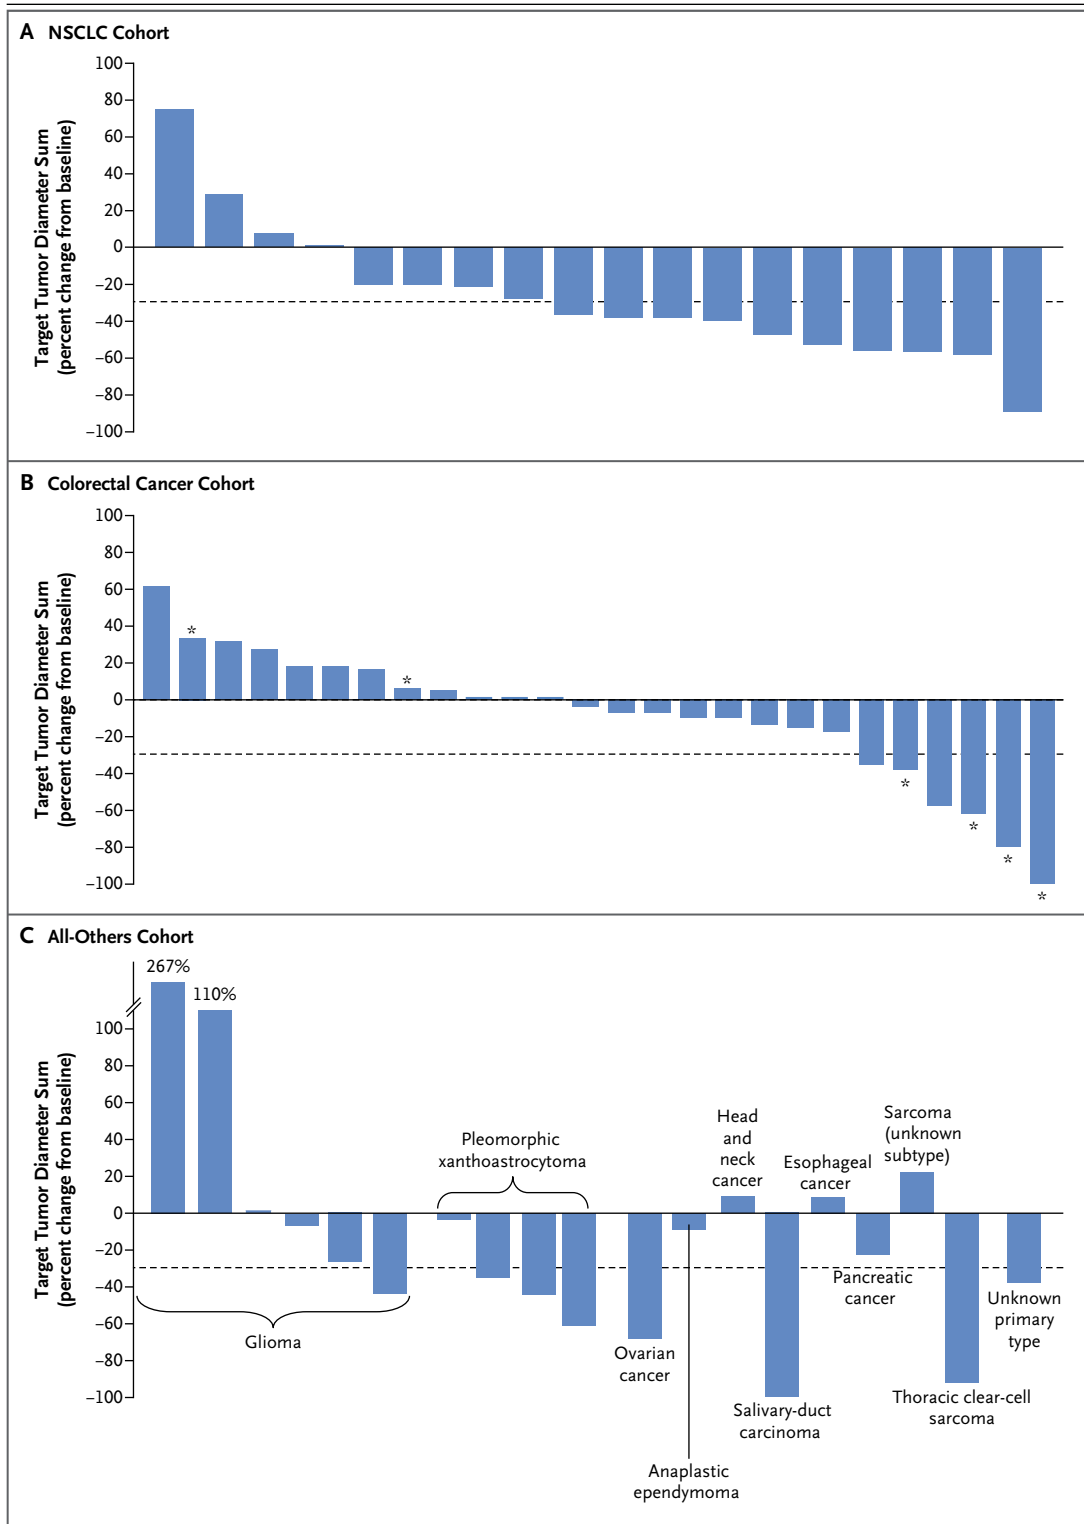 A NSCLC Cohort
Target Tumor Diameter Sum
(percent change from baseline)
100
80
60
40
20
0
–20
–40
–60
–80
–100
B Colorectal Cancer Cohort
Target Tumor Diameter Sum
(percent change from baseline)
100
80
60
40
20
0
–20
–40
–60
–80
–100
*
*
*
*
*
*
C All-Others Cohort
Target Tumor Diameter Sum
(percent change from baseline)
267%
110%
100
80
60
40
20
0
–20
–40
–60
–80
–100
Glioma
Pleomorphic
xanthoastrocytoma
Ovarian
cancer
Anaplastic
ependymoma
Head
and
neck
cancer
Salivary-duct
carcinoma
Esophageal
cancer
Pancreatic
cancer
Sarcoma
(unknown
subtype)
Thoracic clear-cell
sarcoma
Unknown
primary
type